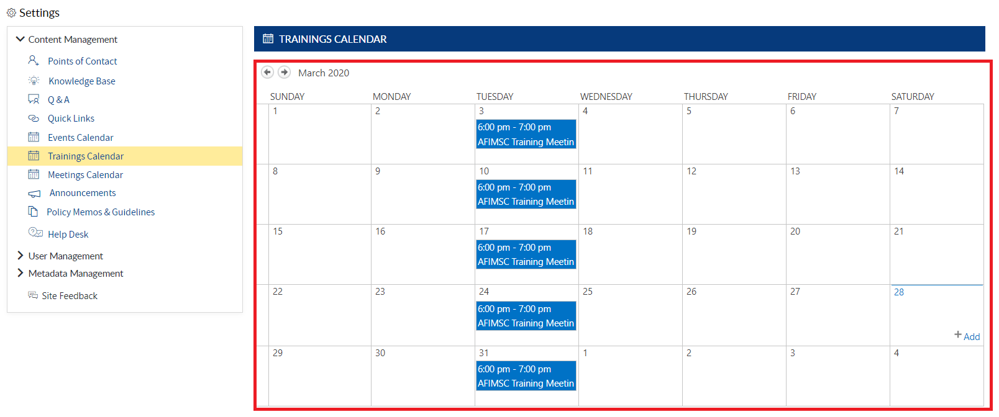 Settings
Content Management
Points of Contact
Knowledge Base
Q & A
Quick Links
Events Calendar
Trainings Calendar
Meetings Calendar
Announcements
Policy Memos & Guidelines
Help Desk
User Management
Metadata Management
Site Feedback
TRAININGS CALENDAR
March 2020
SUNDAY MONDAY TUESDAY WEDNESDAY THURSDAY FRIDAY SATURDAY
1 2 3 4 5 6 7
6:00 pm - 7:00 pm
AFIMSC Training Meetin
8 9 10 11 12 13 14
6:00 pm - 7:00 pm
AFIMSC Training Meetin
15 16 17 18 19 20 21
6:00 pm - 7:00 pm
AFIMSC Training Meetin
22 23 24 25 26 27 28
6:00 pm - 7:00 pm
AFIMSC Training Meetin
+ Add
29 30 31 1 2 3 4
6:00 pm - 7:00 pm
AFIMSC Training Meetin